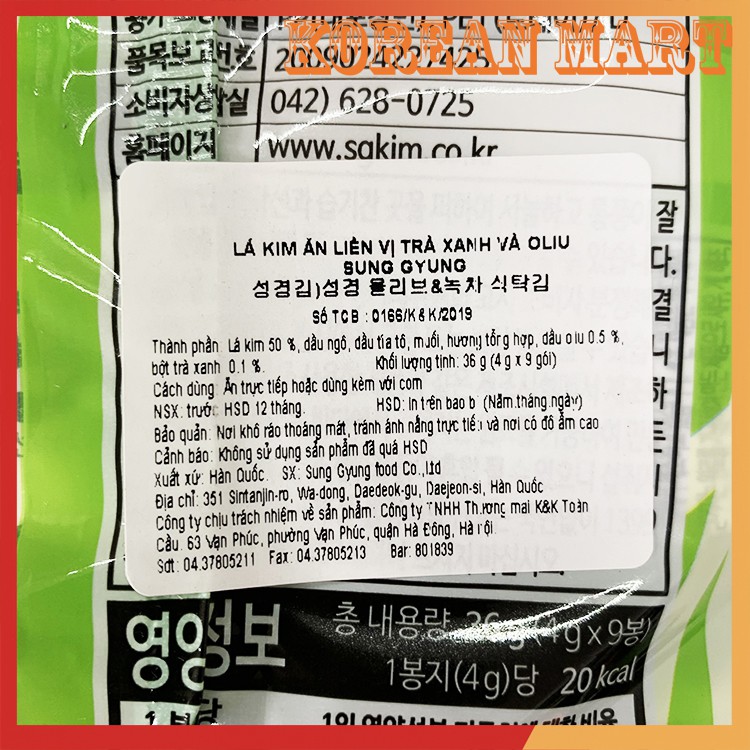 KOREAN MART
품목보 번호 2009024227425
소비자상담실 042) 628-0725
홈페이지 www.sgkim.co.kr
잘
다.
결
니
하
LÁ KIM ĂN LIỀN VỊ TRÀ XANH VÀ OLIU
SUNG GYUNG
성경김)성경 올리브&녹차 식탁김
Số TCB : 0166/K&K/2019
Thành phần: Lá kim 50 %, dầu ngô, dầu tía tô, muối, hương tổng hợp, dầu oliu 0.5 %,
bột trà xanh 0.1 %. Khối lượng tịnh: 36 g (4 g x 9 gói)
Cách dùng: Ăn trực tiếp hoặc dùng kèm với cơm
NSX: trước HSD 12 tháng. HSD: In trên bao bì (Năm.tháng.ngày)
Bảo quản: Nơi khô ráo thoáng mát, tránh ánh nắng trực tiếp và nơi có độ ẩm cao
Cảnh báo: Không sử dụng sản phẩm đã quá HSD
Xuất xứ: Hàn Quốc. SX: Sung Gyung food Co.,ltd
Địa chỉ: 351 Sintanjin-ro, Wa-dong, Daedeok-gu, Daejeon-si, Hàn Quốc
Công ty chịu trách nhiệm về sản phẩm: Công ty TNHH Thương mai K&K Toàn
Cầu. 63 Vạn Phúc, phường Vạn Phúc, quận Hà Đông, Hà Nội.
Sđt: 04.37805211 Fax: 04.37805213 Bar: 801839
영양정보 총 내용량 36 g (4 g x 9봉)
1봉지(4 g)당 20 kcal